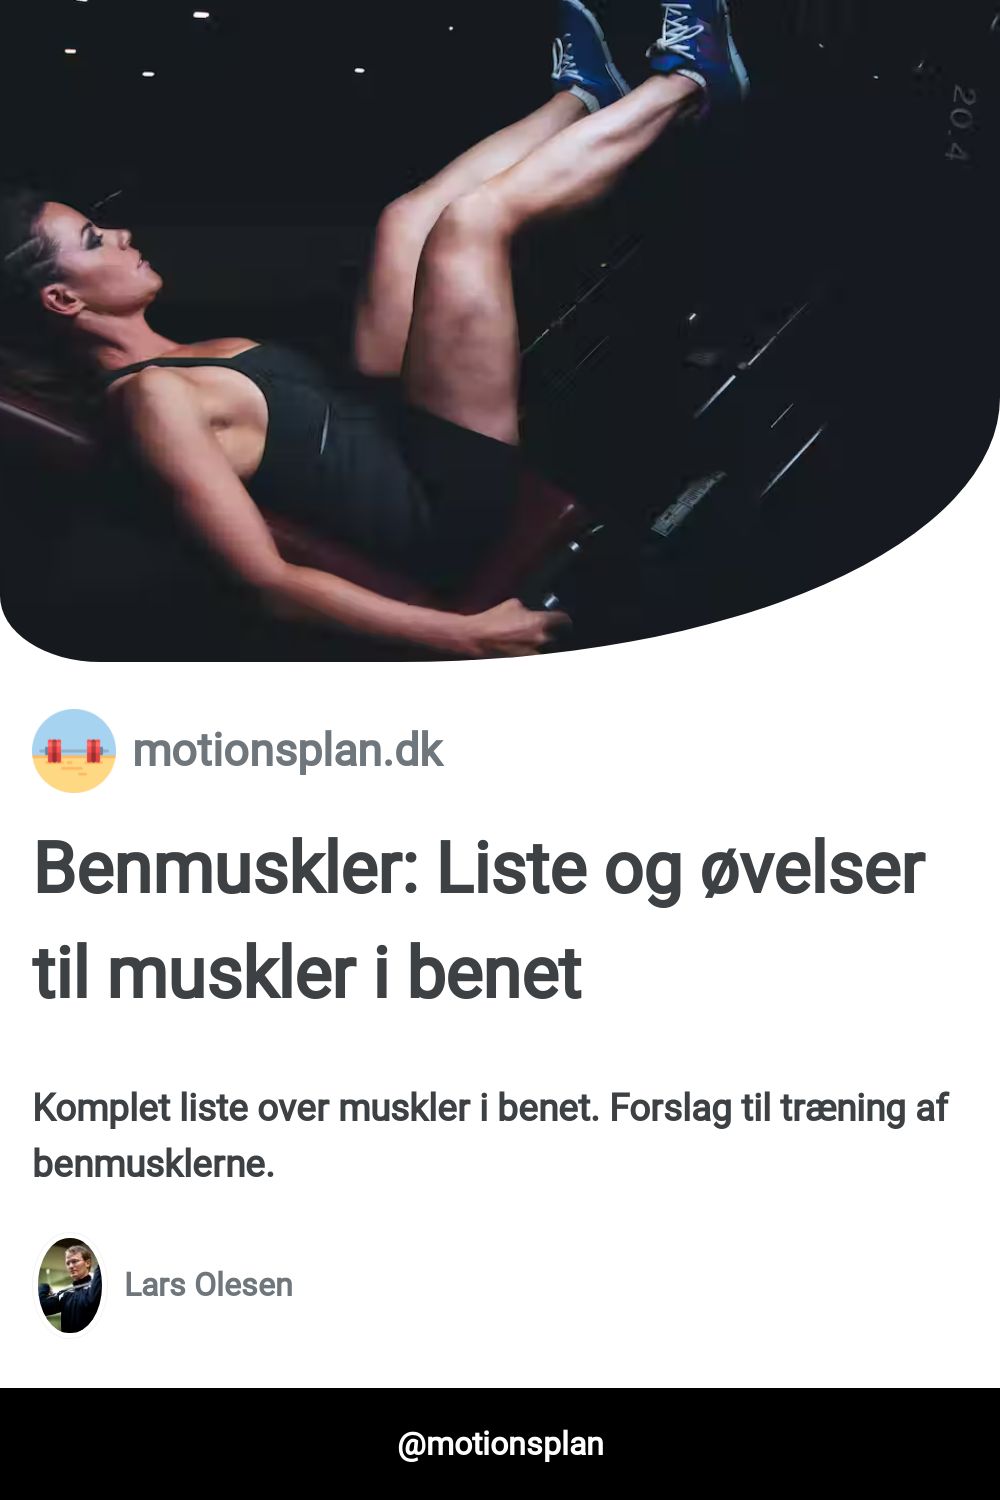 20.4
motionsplan.dk
Benmuskler: Liste og øvelser
til muskler i benet
Komplet liste over muskler i benet. Forslag til træning af
benmusklerne.
Lars Olesen
@motionsplan